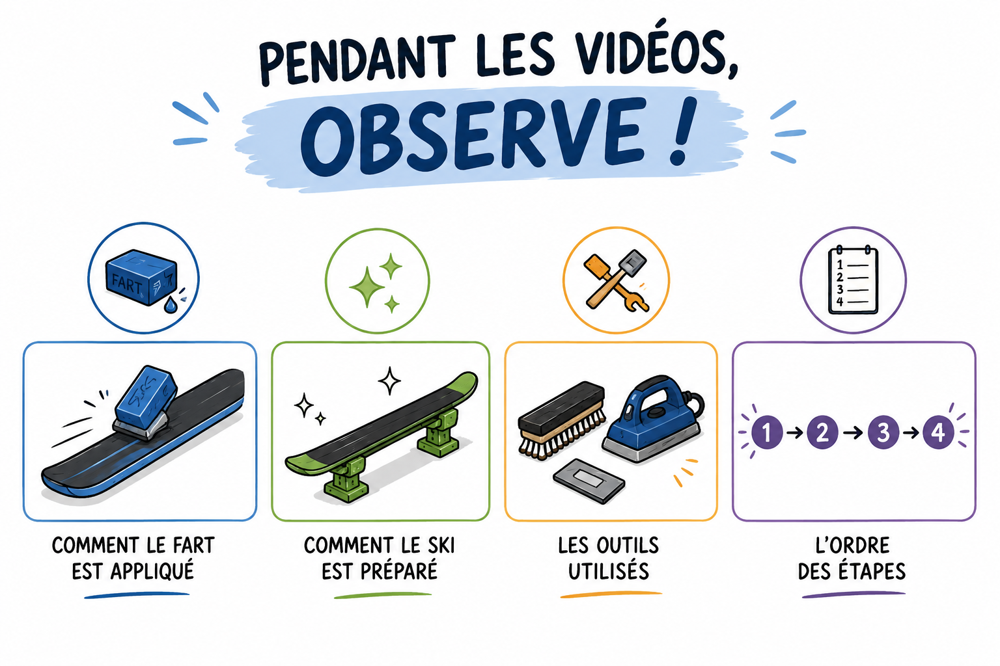 PENDANT LES VIDÉOS,
OBSERVE !
FART
1
2
3
4
1 → 2 → 3 → 4
COMMENT LE FART
EST APPLIQUÉ
COMMENT LE SKI
EST PRÉPARÉ
LES OUTILS
UTILISÉS
L'ORDRE
DES ÉTAPES